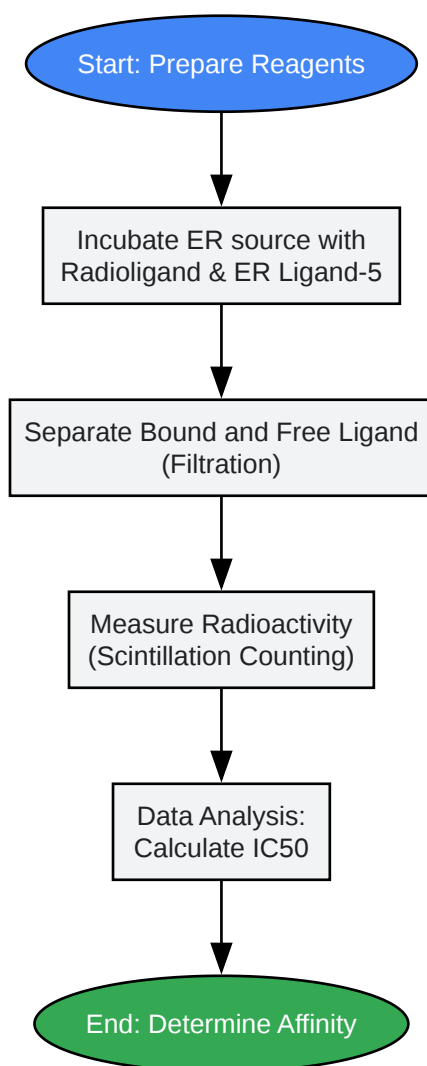 Start: Prepare Reagents
Incubate ER source with
Radioligand & ER Ligand-5
Separate Bound and Free Ligand
(Filtration)
Measure Radioactivity
(Scintillation Counting)
Data Analysis:
Calculate IC50
End: Determine Affinity